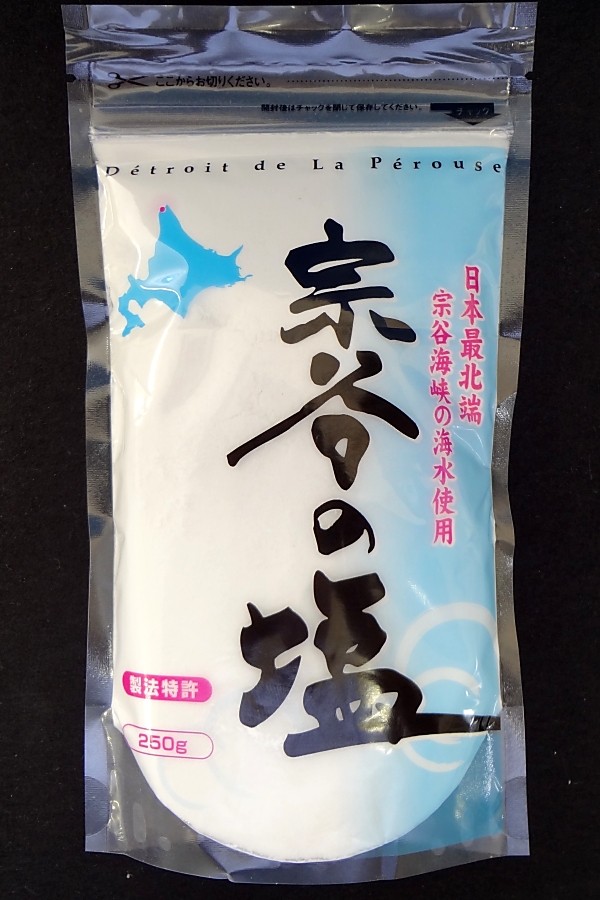 ここからお切りください。
開封後はチャックを閉じて保存してください。
チャック
Détroit de La Pérouse
日本最北端
宗谷海峡の海水使用
宗谷の塩
製法特許
250g